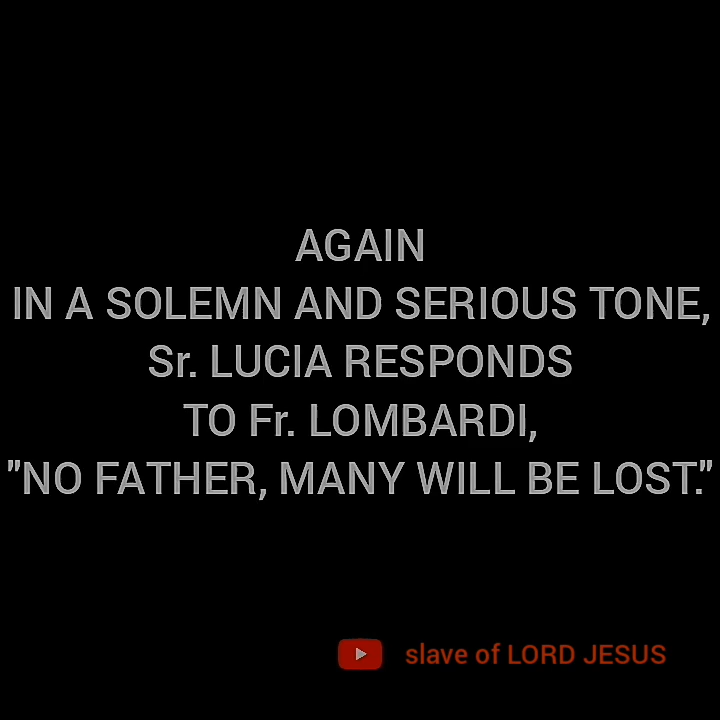 AGAIN
IN A SOLEMN AND SERIOUS TONE,
Sr. LUCIA RESPONDS
TO Fr. LOMBARDI,
"NO FATHER, MANY WILL BE LOST."
slave of LORD JESUS